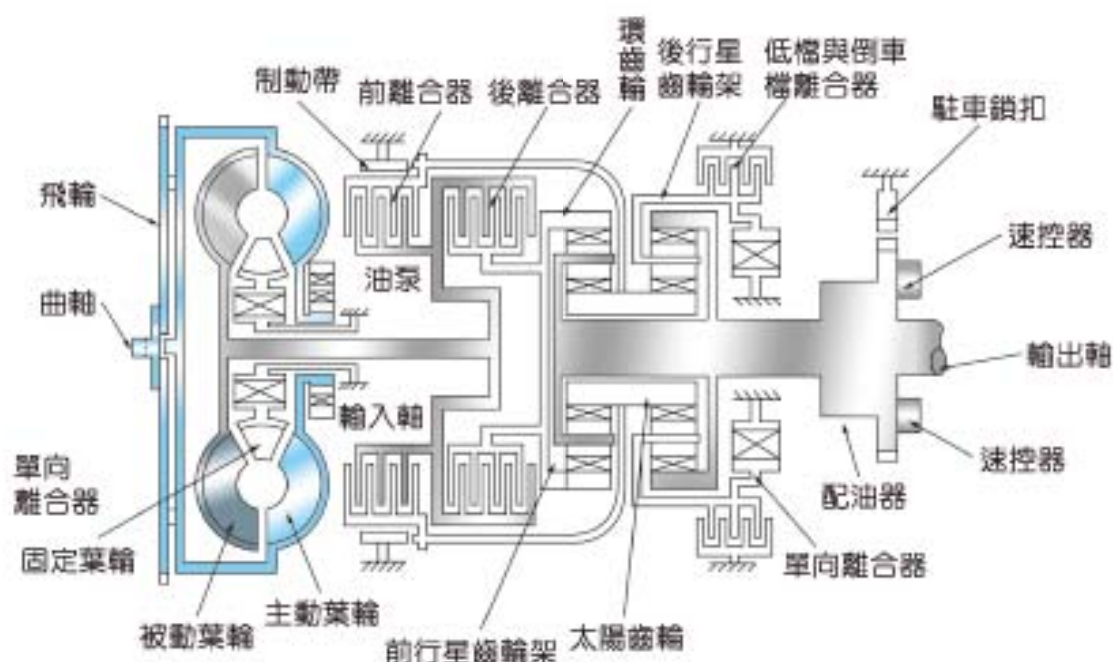 制動帶
前離合器
後離合器
環齒輪
後行星
齒輪架
低檔與倒車
檔離合器
駐車鎖扣
飛輪
速控器
油泵
曲軸
輸出軸
輸入軸
單向
離合器
速控器
配油器
固定葉輪
單向離合器
主動葉輪
被動葉輪
前行星齒輪架
太陽齒輪